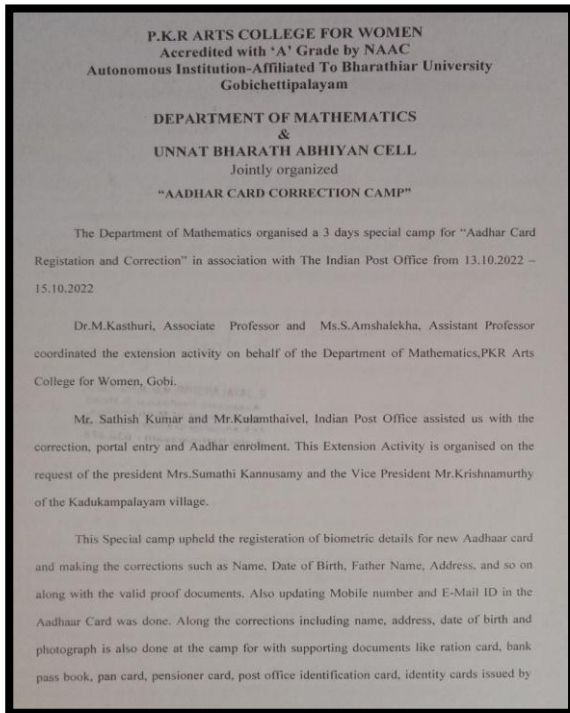 P.K.R ARTS COLLEGE FOR WOMEN
Accredited with ‘A’ Grade by NAAC
Autonomous Institution-Affiliated To Bharathiar University
Gobichettipalayam
DEPARTMENT OF MATHEMATICS
&
UNNAT BHARATH ABHIYAN CELL
Jointly organized
“AADHAR CARD CORRECTION CAMP”
The Department of Mathematics organised a 3 days special camp for “Aadhar Card
Registation and Correction” in association with The Indian Post Office from 13.10.2022 –
15.10.2022
Dr.M.Kasthuri, Associate Professor and Ms.S.Amshalekha, Assistant Professor
coordinated the extension activity on behalf of the Department of Mathematics,PKR Arts
College for Women, Gobi.
Mr. Sathish Kumar and Mr.Kulamthaivel, Indian Post Office assisted us with the
correction, portal entry and Aadhar enrolment. This Extension Activity is organised on the
request of the president Mrs.Sumathi Kannusamy and the Vice President Mr.Krishnamurthy
of the Kadukampalayam village.
This Special camp upheld the registeration of biometric details for new Aadhaar card
and making the corrections such as Name, Date of Birth, Father Name, Address, and so on
along with the valid proof documents. Also updating Mobile number and E-Mail ID in the
Aadhaar Card was done. Along the corrections including name, address, date of birth and
photograph is also done at the camp for with supporting documents like ration card, bank
pass book, pan card, pensioner card, post office identification card, identity cards issued by